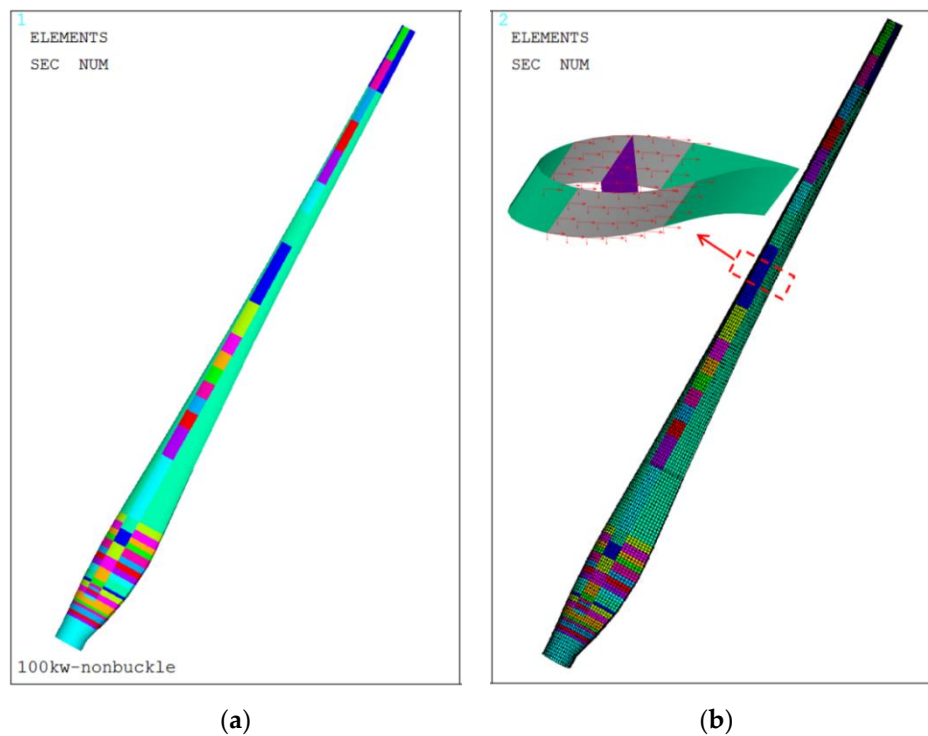 1
ELEMENTS
SEC NUM
100kw-nonbuckle
2
ELEMENTS
SEC NUM
(a)
(b)